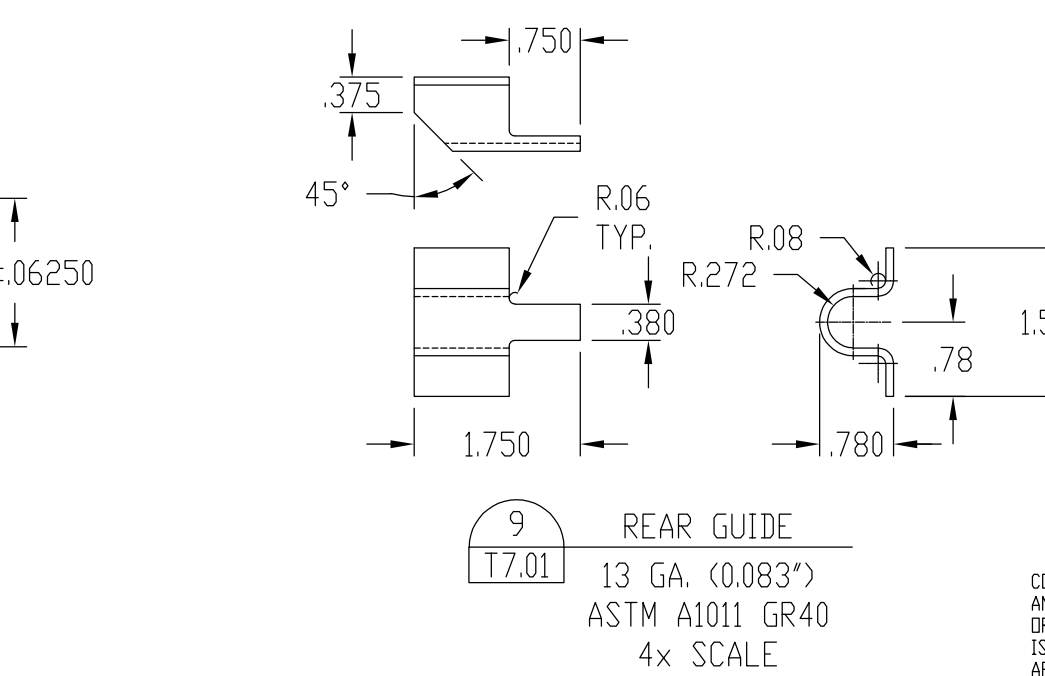 .750
.375
45°
R.06
TYP.
R.08
R.272
.06250
.380
.78
1.750
.780
9
T7.01
REAR GUIDE
13 GA. (0.083")
ASTM A1011 GR40
4x SCALE